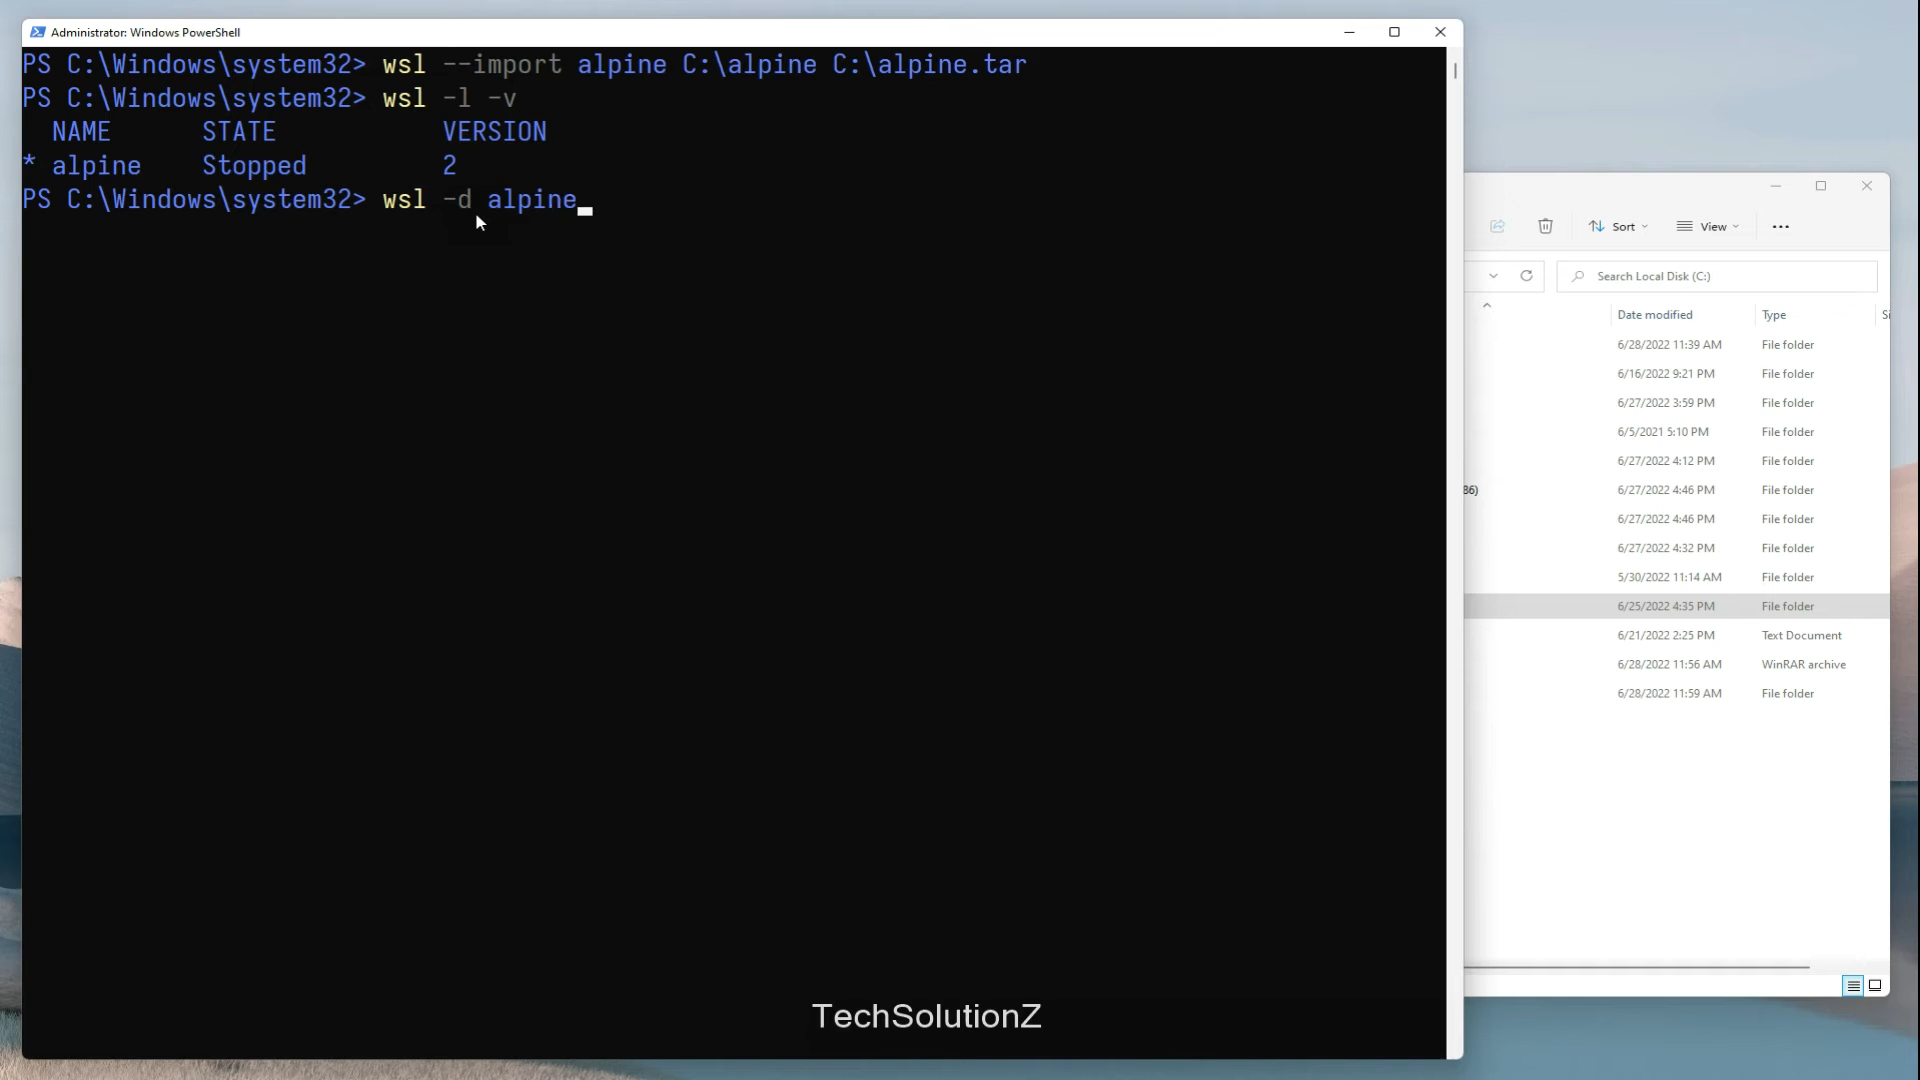 Administrator: Windows PowerShell
PS C:\Windows\system32> wsl --import alpine C:\alpine C:\alpine.tar
PS C:\Windows\system32> wsl -l -v
NAME STATE VERSION
* alpine Stopped 2
PS C:\Windows\system32> wsl -d alpine
Sort View
Search Local Disk (C:)
Date modified Type Si
6/28/2022 11:39 AM File folder
6/16/2022 9:21 PM File folder
6/27/2022 3:59 PM File folder
6/5/2021 5:10 PM File folder
6/27/2022 4:12 PM File folder
86) 6/27/2022 4:46 PM File folder
6/27/2022 4:46 PM File folder
6/27/2022 4:32 PM File folder
5/30/2022 11:14 AM File folder
6/25/2022 4:35 PM File folder
6/21/2022 2:25 PM Text Document
6/28/2022 11:56 AM WinRAR archive
6/28/2022 11:59 AM File folder
TechSolutionZ